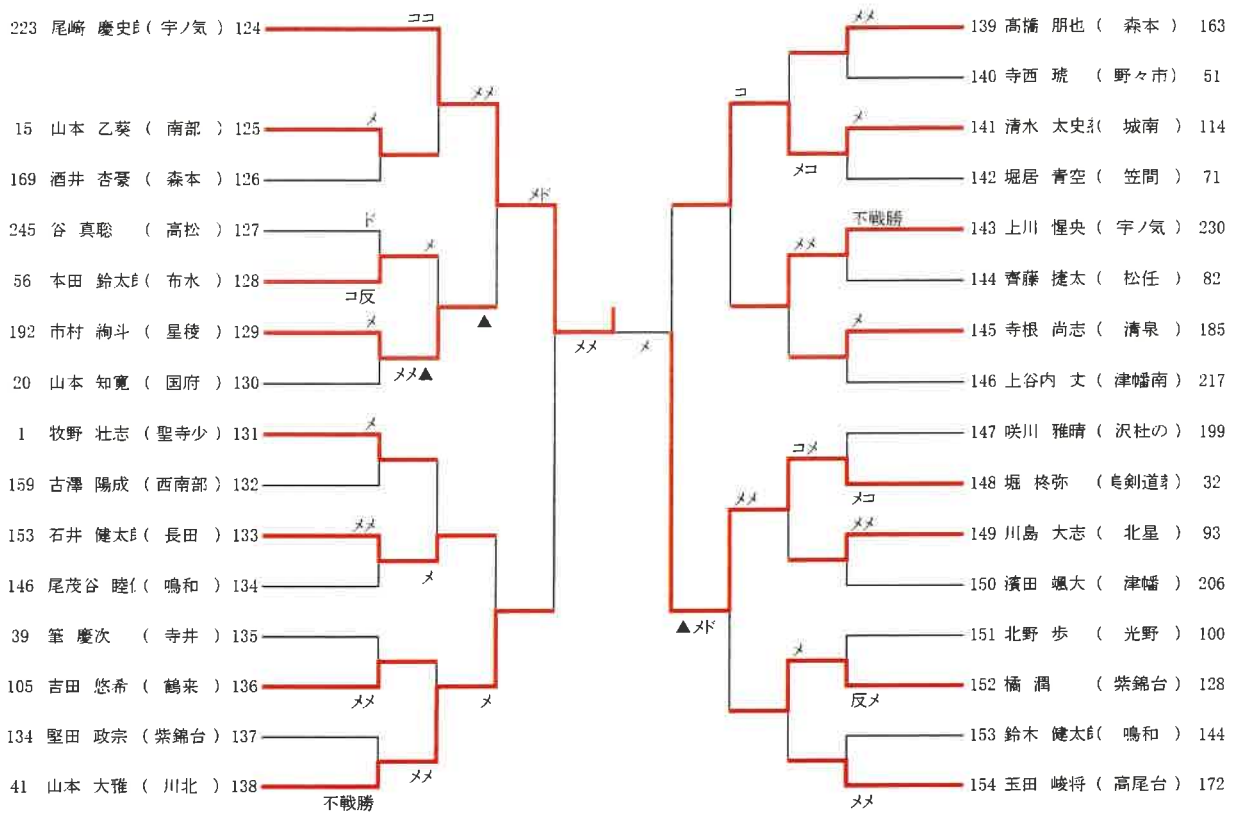 223 尾﨑 慶史郎( 宇ノ気 ) 124
15 山本 乙葵 ( 南部 ) 125
169 酒井 杏豪 ( 森本 ) 126
245 谷 真聡 ( 高松 ) 127
56 本田 鈴太郎( 布水 ) 128
192 市村 絢斗 ( 星稜 ) 129
20 山本 知寛 ( 国府 ) 130
1 牧野 壮志 ( 聖寺少 ) 131
159 古澤 陽成 ( 西南部 ) 132
153 石井 健太郎( 長田 ) 133
146 尾茂谷 睦( 鳴和 ) 134
39 筆 慶次 ( 寺井 ) 135
105 吉田 悠希 ( 鶴来 ) 136
134 堅田 政宗 ( 紫錦台 ) 137
41 山本 大雅 ( 川北 ) 138
ココ
メ
メメ
ド
コ反
メ
メ
メメ▲
▲
メド
メ
メメ
メ
メメ
メメ
メ
不戦勝
メメ
メ
139 髙橋 朋也 ( 森本 ) 163
140 寺西 琥 ( 野々市 ) 51
141 清水 太史( 城南 ) 114
142 堀居 青空 ( 笠間 ) 71
143 上川 惺央 ( 宇ノ気 ) 230
144 齊藤 捷太 ( 松任 ) 82
145 寺根 尚志 ( 清泉 ) 185
146 上谷内 丈 ( 津幡南 ) 217
147 咲川 雅晴 ( 沢杜の ) 199
148 堀 柊弥 ( 剣道 ) 32
149 川島 大志 ( 北星 ) 93
150 濱田 颯大 ( 津幡 ) 206
151 北野 歩 ( 光野 ) 100
152 橘 潤 ( 紫錦台 ) 128
153 鈴木 健太郎( 鳴和 ) 144
154 玉田 崚将 ( 高尾台 ) 172
メメ
コ
メ
メコ
不戦勝
メメ
メ
コメ
メコ
メメ
メメ
▲メド
メ
反メ
メメ